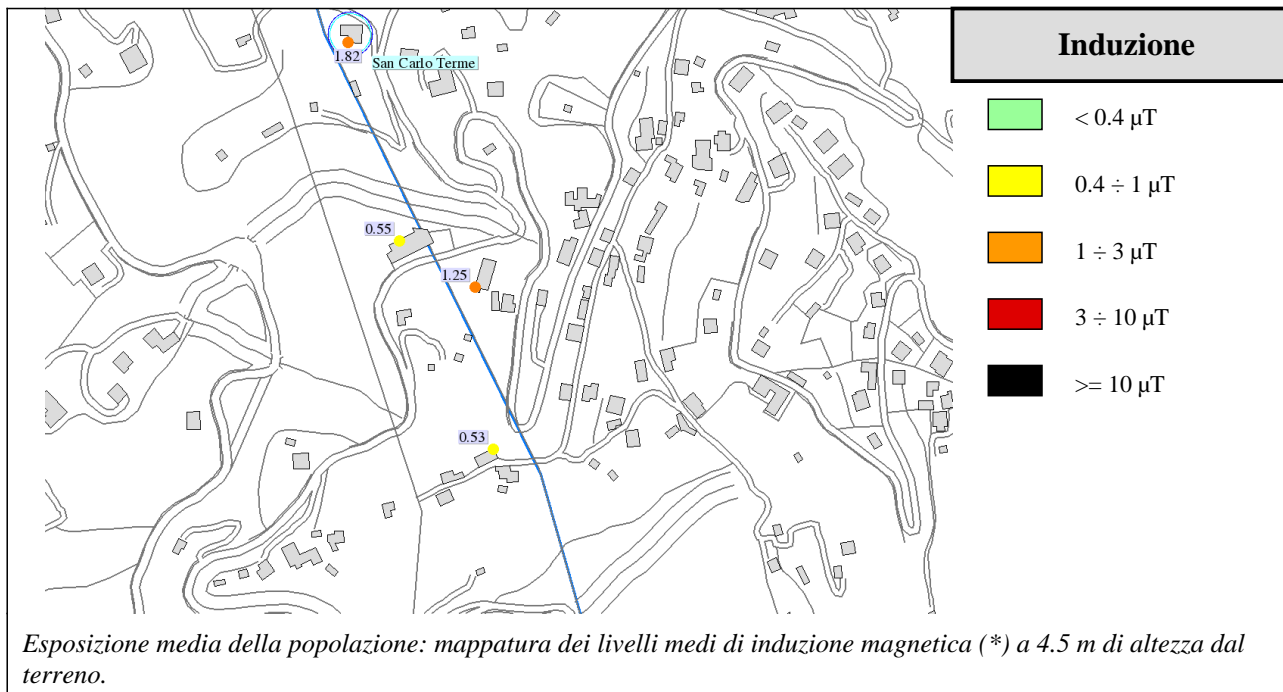 Induzione
1.82
San Carlo Terme
< 0.4 µT
0.4 ÷ 1 µT
0.55
1 ÷ 3 µT
1.25
3 ÷ 10 µT
>= 10 µT
0.53
Esposizione media della popolazione: mappatura dei livelli medi di induzione magnetica (*) a 4.5 m di altezza dal
terreno.